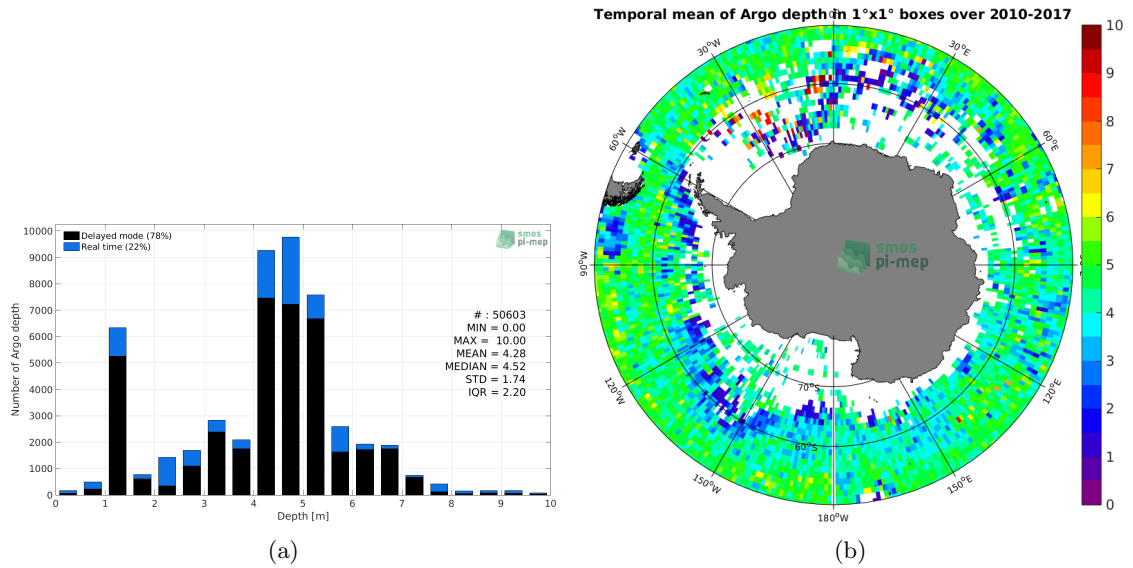 Temporal mean of Argo depth in 1°x1° boxes over 2010-2017
Delayed mode (78%)
Real time (22%)
smos
pi-mep
# : 50603
MIN = 0.00
MAX = 10.00
MEAN = 4.28
MEDIAN = 4.52
STD = 1.74
IQR = 2.20
Number of Argo depth
10000
9000
8000
7000
6000
5000
4000
3000
2000
1000
0
0 1 2 3 4 5 6 7 8 9 10
Depth [m]
(a)
30°W
30°E
60°W
60°E
90°W
120°W
120°E
150°W
150°E
180°W
70°S
60°S
smos
pi-mep
10
9
8
7
6
5
4
3
2
1
0
(b)